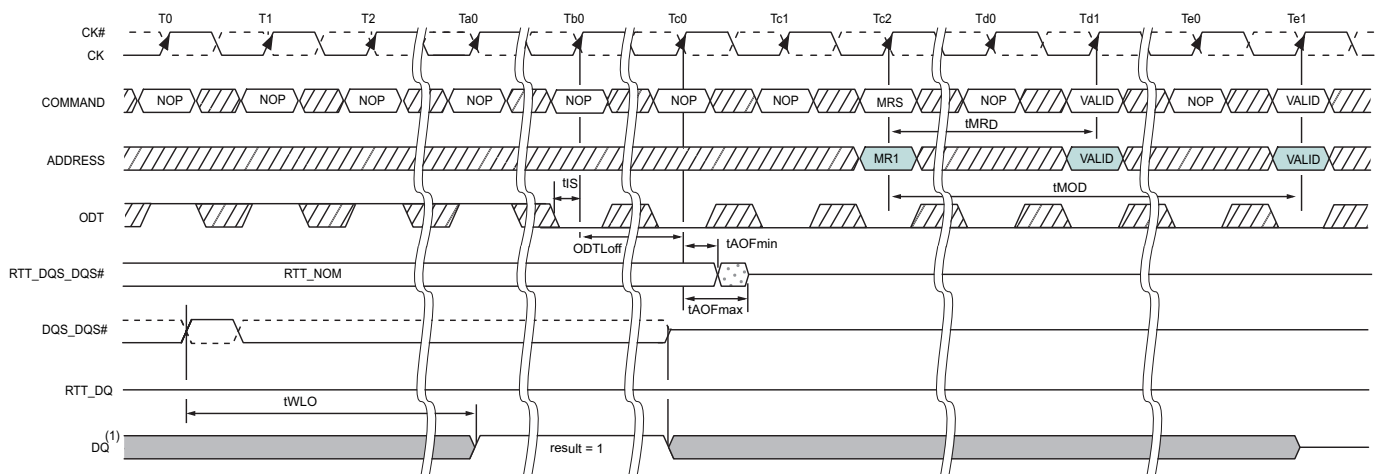 T0 T1 T2 Ta0 Tb0 Tc0 Tc1 Tc2 Td0 Td1 Te0 Te1
CK#
CK
COMMAND NOP NOP NOP NOP NOP NOP NOP MRS NOP VALID NOP VALID
tMRD
ADDRESS MR1 VALID VALID
tIS
tMOD
ODT
ODTLoff tAOFmin
RTT_DQS_DQS# RTT_NOM
tAOFmax
DQS_DQS#
RTT_DQ
tWLO
DQ(1) result = 1